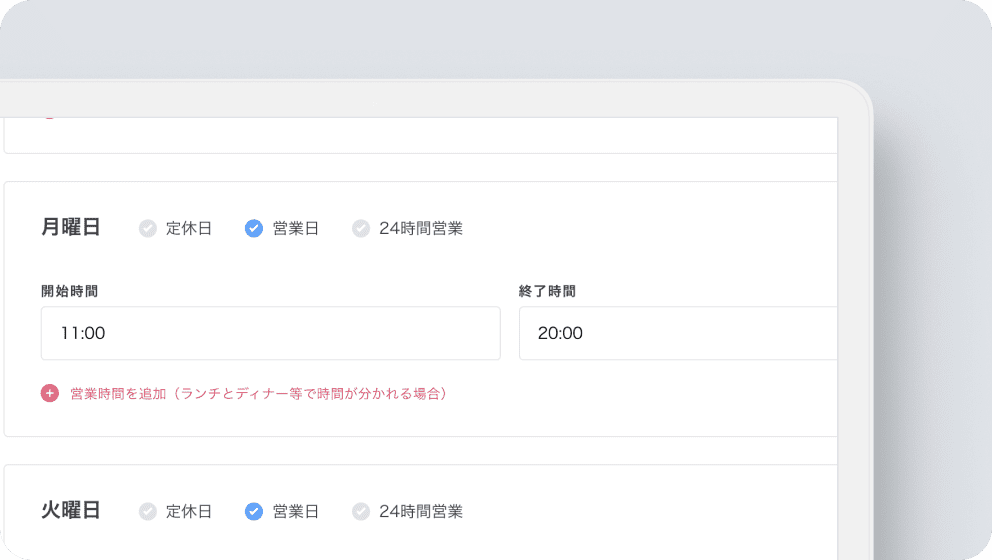 月曜日 定休日 営業日 24時間営業
開始時間 終了時間
11:00 20:00
営業時間を追加（ランチとディナー等で時間が分かれる場合）
火曜日 定休日 営業日 24時間営業